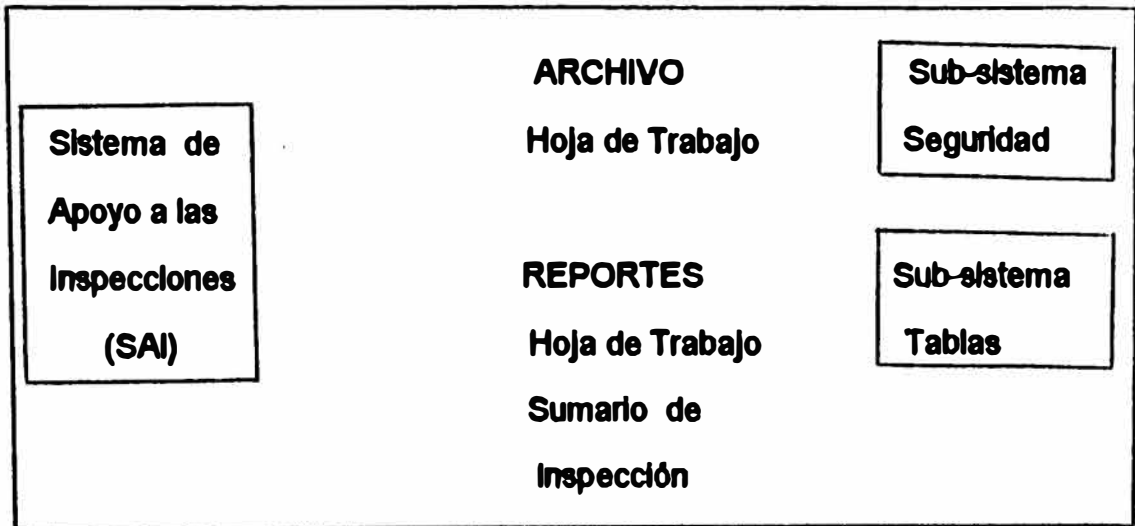 Sistema de
Apoyo a las
Inspecciones
(SAI)
ARCHIVO
Hoja de Trabajo
REPORTES
Hoja de Trabajo
Sumario de
Inspección
Sub-sistema
Seguridad
Sub-sistema
Tablas